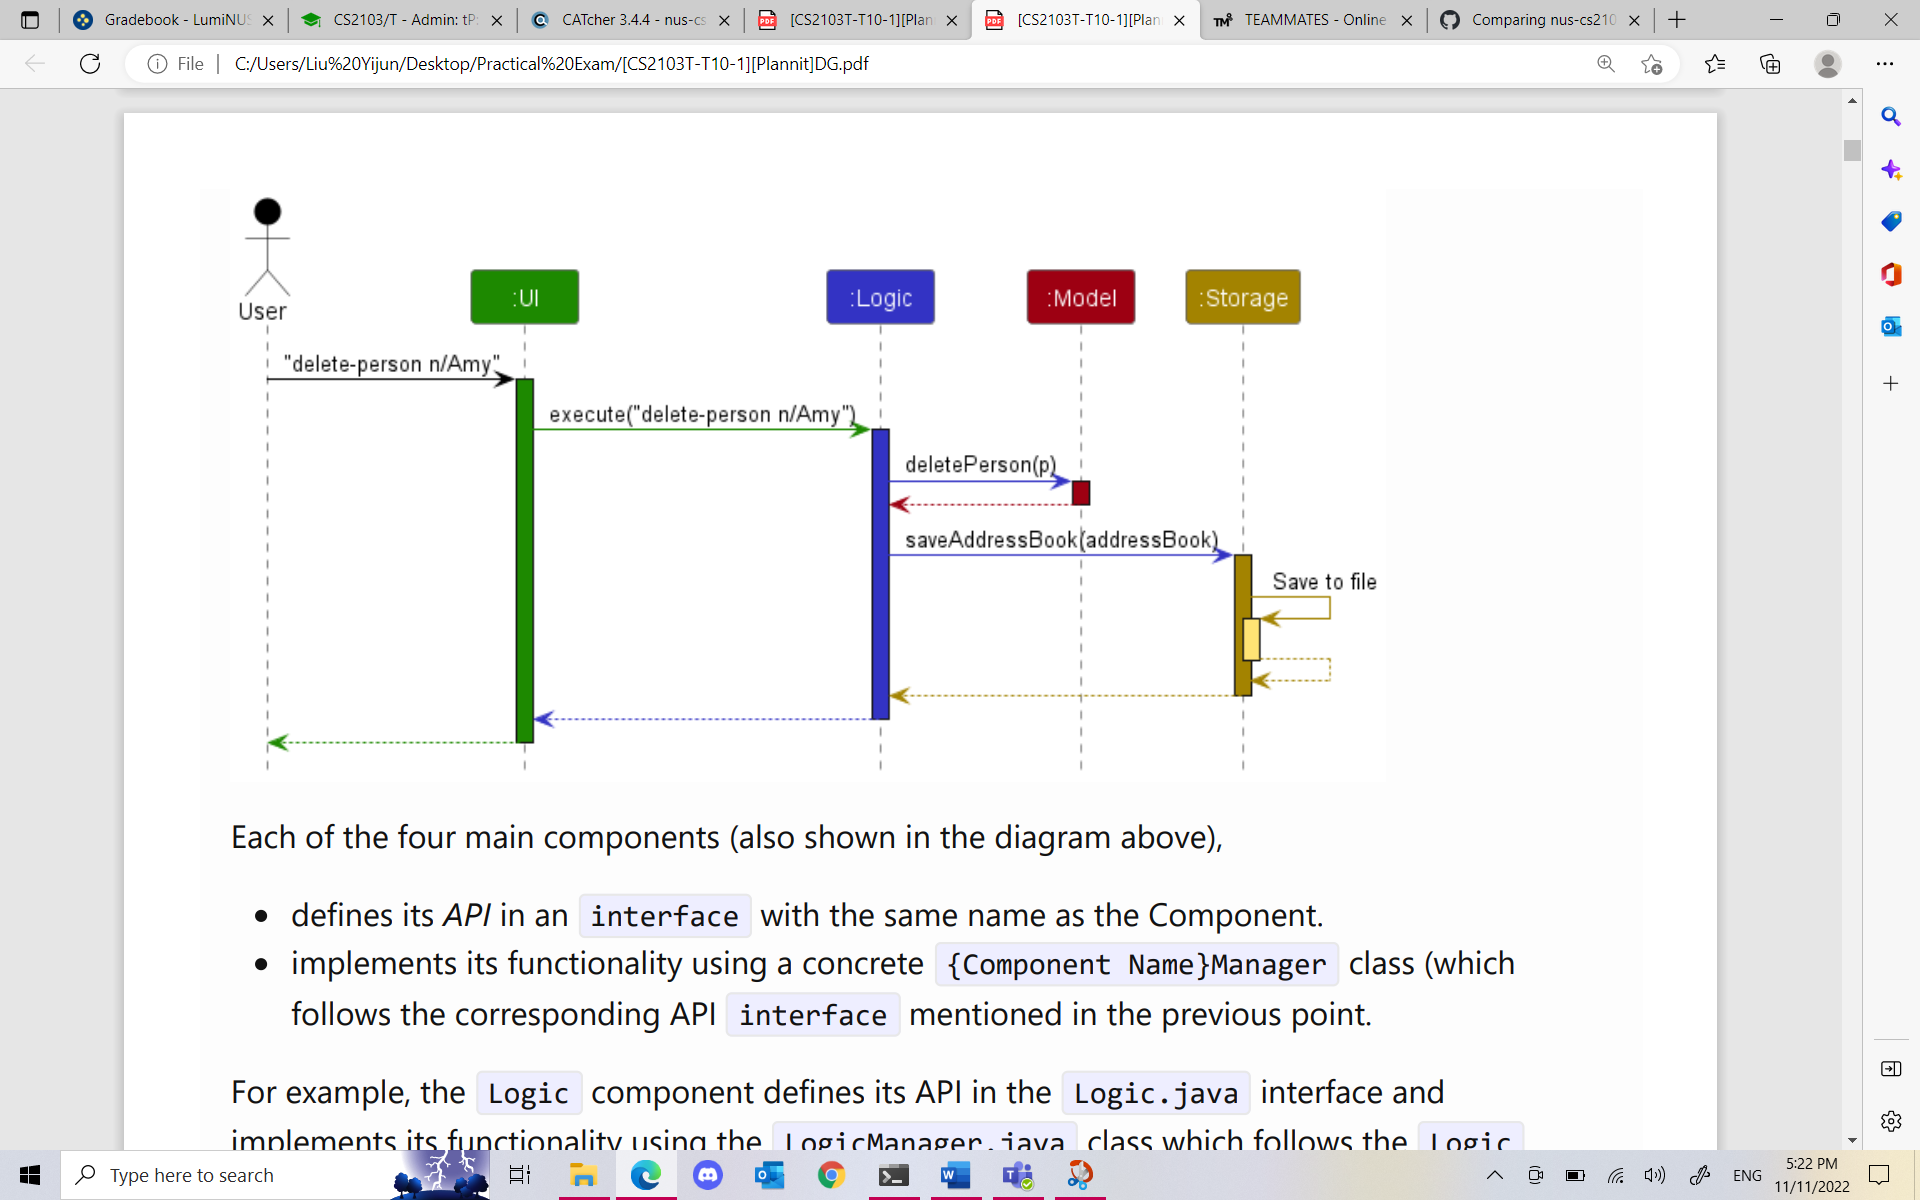 Gradebook - LumiNUS
CS2103/T - Admin: tP:
CATcher 3.4.4 - nus-cs
[CS2103T-T10-1][Plan
[CS2103T-T10-1][Plan
TEAMMATES - Online
Comparing nus-cs210
File
C:/Users/Liu%20Yijun/Desktop/Practical%20Exam/[CS2103T-T10-1][Plannit]DG.pdf
User
:UI
:Logic
:Model
:Storage
"delete-person n/Amy"
execute("delete-person n/Amy")
deletePerson(p)
saveAddressBook(addressBook)
Save to file
Each of the four main components (also shown in the diagram above),
• defines its API in an interface with the same name as the Component.
• implements its functionality using a concrete {Component Name}Manager class (which
follows the corresponding API interface mentioned in the previous point.
For example, the Logic component defines its API in the Logic.java interface and
implements its functionality using the LogicManager.java class which follows the Logic
Type here to search
ENG
5:22 PM
11/11/2022